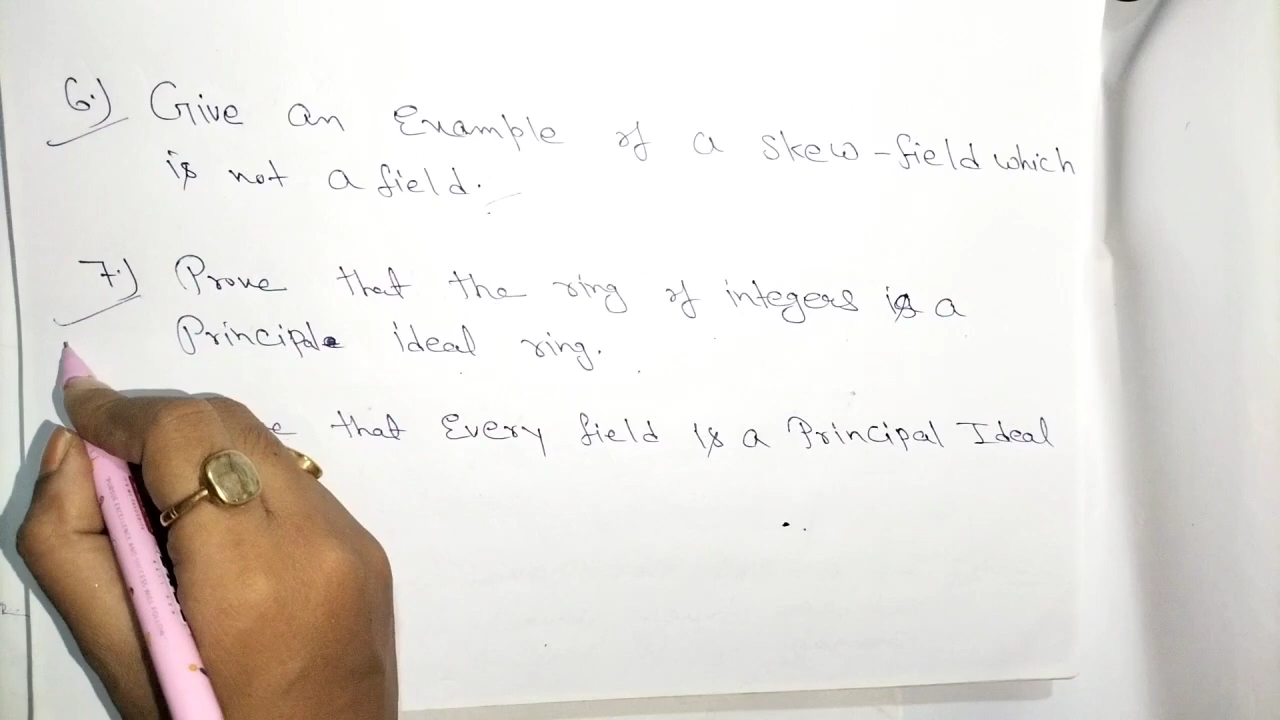 6.) Give an Example of a skew-field which
is not a field.
7.) Prove that the ring of integers is a
Principle ideal ring.
that Every field is a Principal Ideal